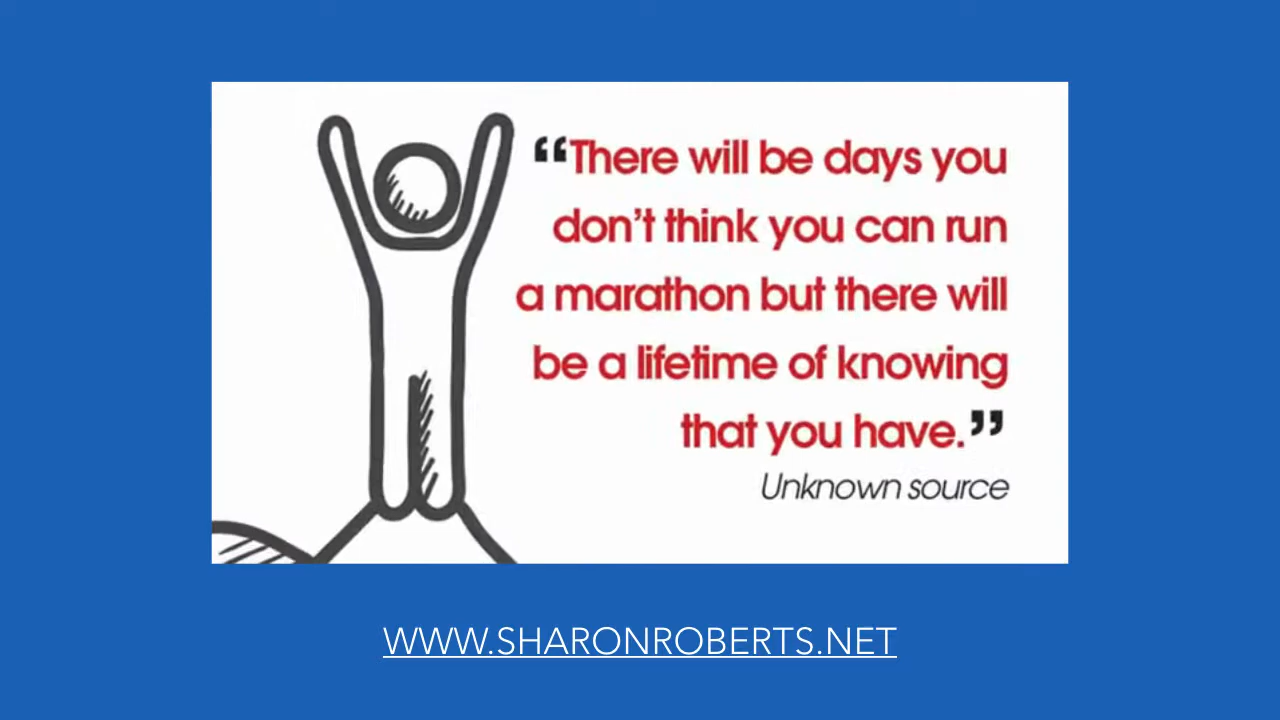 “There will be days you
don’t think you can run
a marathon but there will
be a lifetime of knowing
that you have.”
Unknown source
WWW.SHARONROBERTS.NET